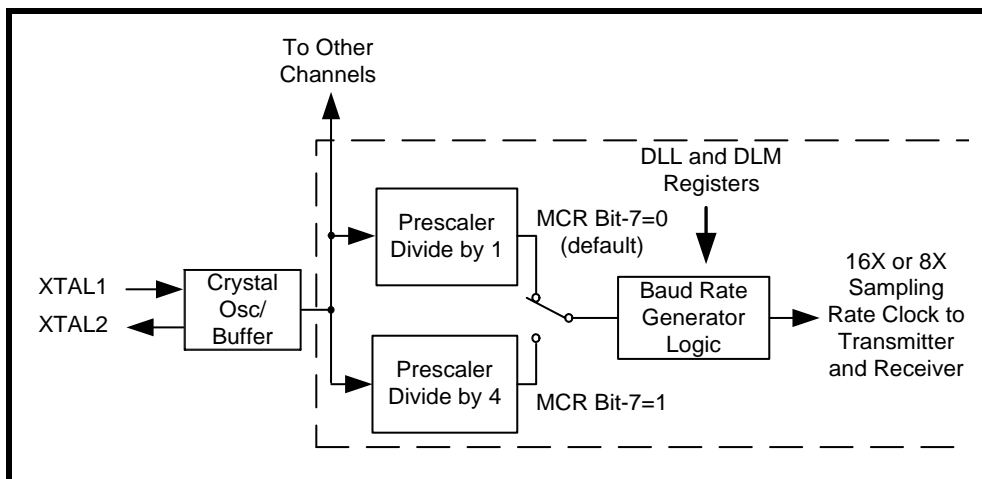 To Other
Channels
DLL and DLM
Registers
Prescaler
Divide by 1
MCR Bit-7=0
(default)
XTAL1
XTAL2
Crystal
Osc/
Buffer
Baud Rate
Generator
Logic
16X or 8X
Sampling
Rate Clock to
Transmitter
and Receiver
Prescaler
Divide by 4
MCR Bit-7=1